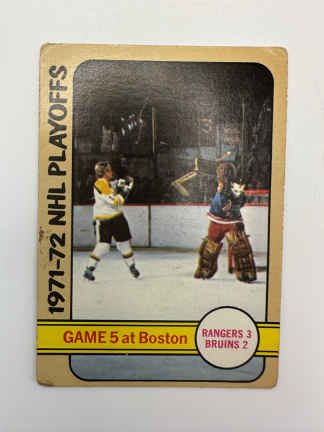 1971-72 NHL PLAYOFFS
GAME 5 at Boston
RANGERS 3
BRUINS 2